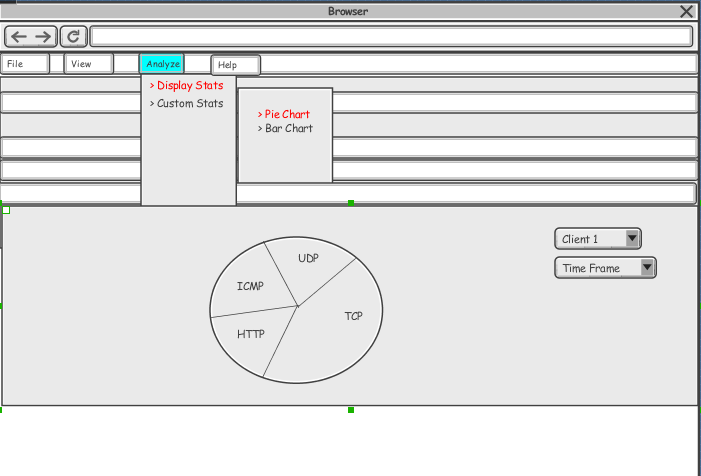 Browser
File
View
Analyze
Help
> Display Stats
> Custom Stats
> Pie Chart
> Bar Chart
Client 1
Time Frame
UDP
ICMP
TCP
HTTP